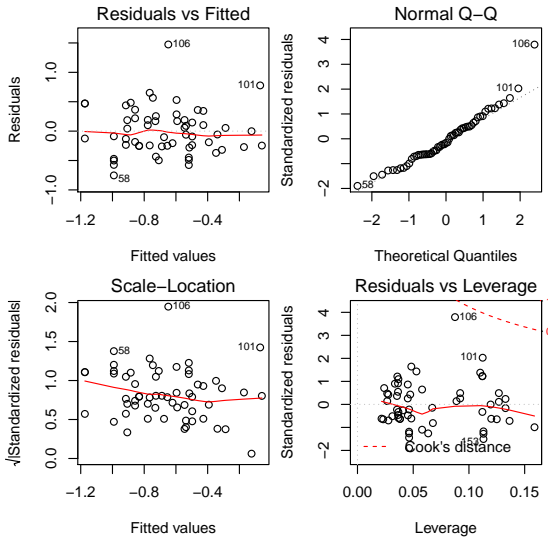 Residuals vs Fitted
Residuals
-1.0 0.0 1.0
106
101
58
-1.2 -0.8 -0.4
Fitted values
Normal Q-Q
Standardized residuals
-2 0 1 2 3 4
106
101
58
-2 -1 0 1 2
Theoretical Quantiles
Scale-Location
√|Standardized residuals|
0.0 0.5 1.0 1.5 2.0
106
101
58
-1.2 -0.8 -0.4
Fitted values
Residuals vs Leverage
Standardized residuals
-2 0 1 2 3 4
106
101
153
Cook's distance
0.00 0.05 0.10 0.15
Leverage